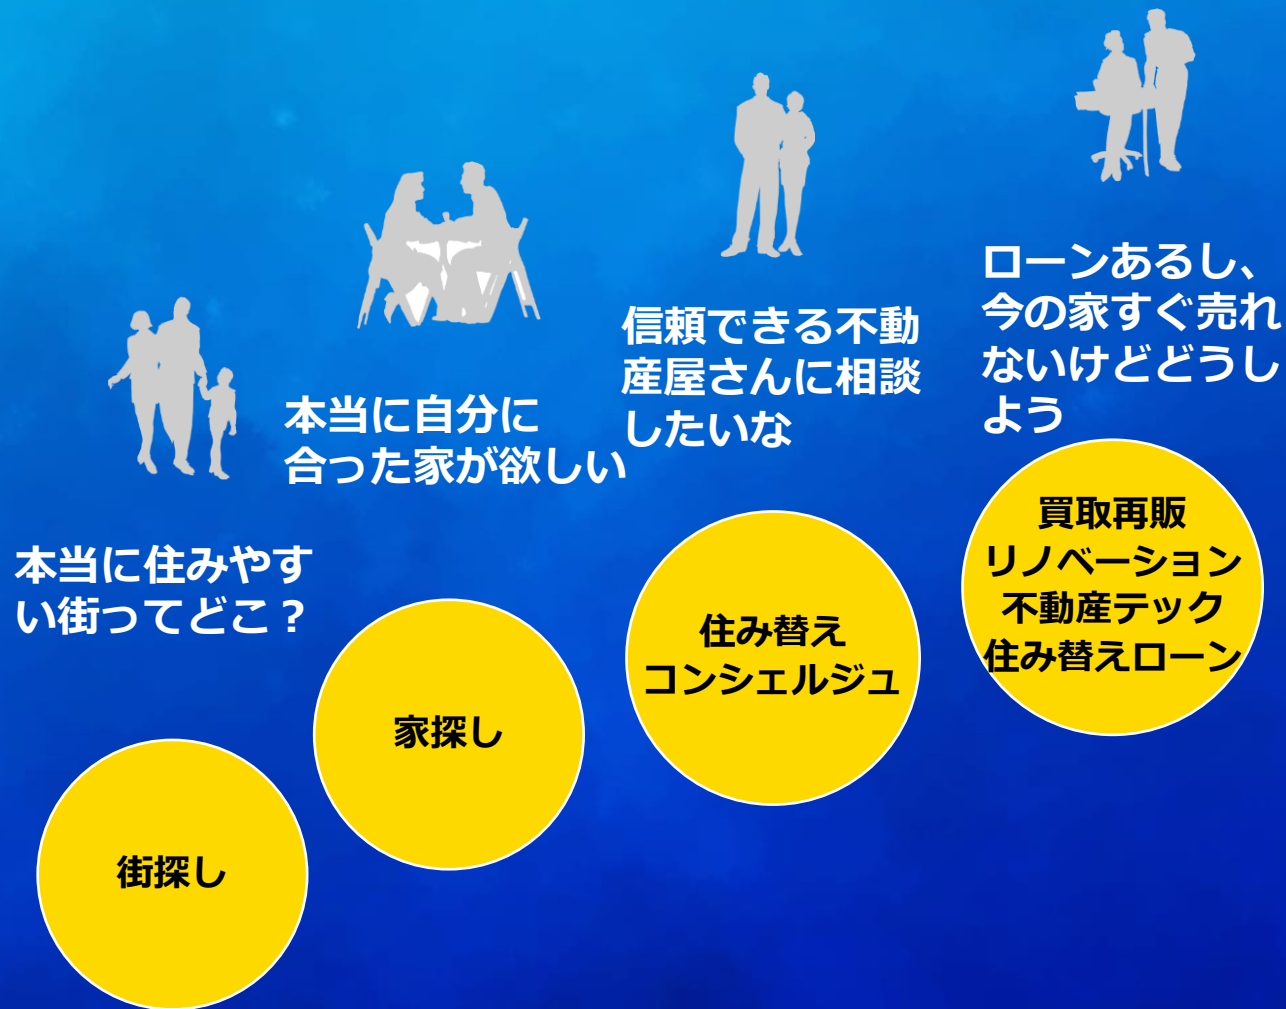 本当に住みやす
い街ってどこ？
街探し
本当に自分に
合った家が欲しい
家探し
信頼できる不動
産屋さんに相談
したいな
住み替え
コンシェルジュ
ローンあるし、
今の家すぐ売れ
ないけどどうし
よう
買取再販
リノベーション
不動産テック
住み替えローン